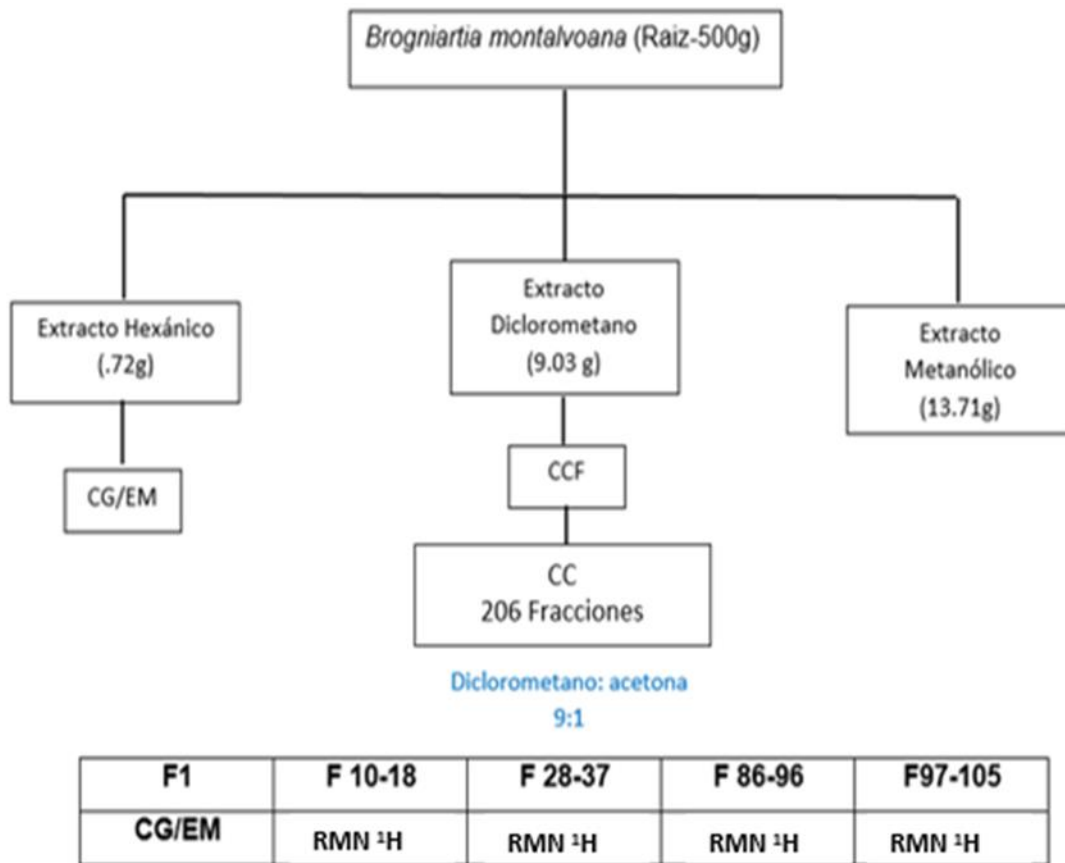 Brogniartia montalvoana (Raiz-500g)
Extracto Hexánico
(.72g)
CG/EM
Extracto
Diclorometano
(9.03 g)
CCF
CC
206 Fracciones
Diclorometano: acetona
9:1
Extracto
Metanólico
(13.71g)
F1 F 10-18 F 28-37 F 86-96 F97-105
CG/EM RMN ¹H RMN ¹H RMN ¹H RMN ¹H